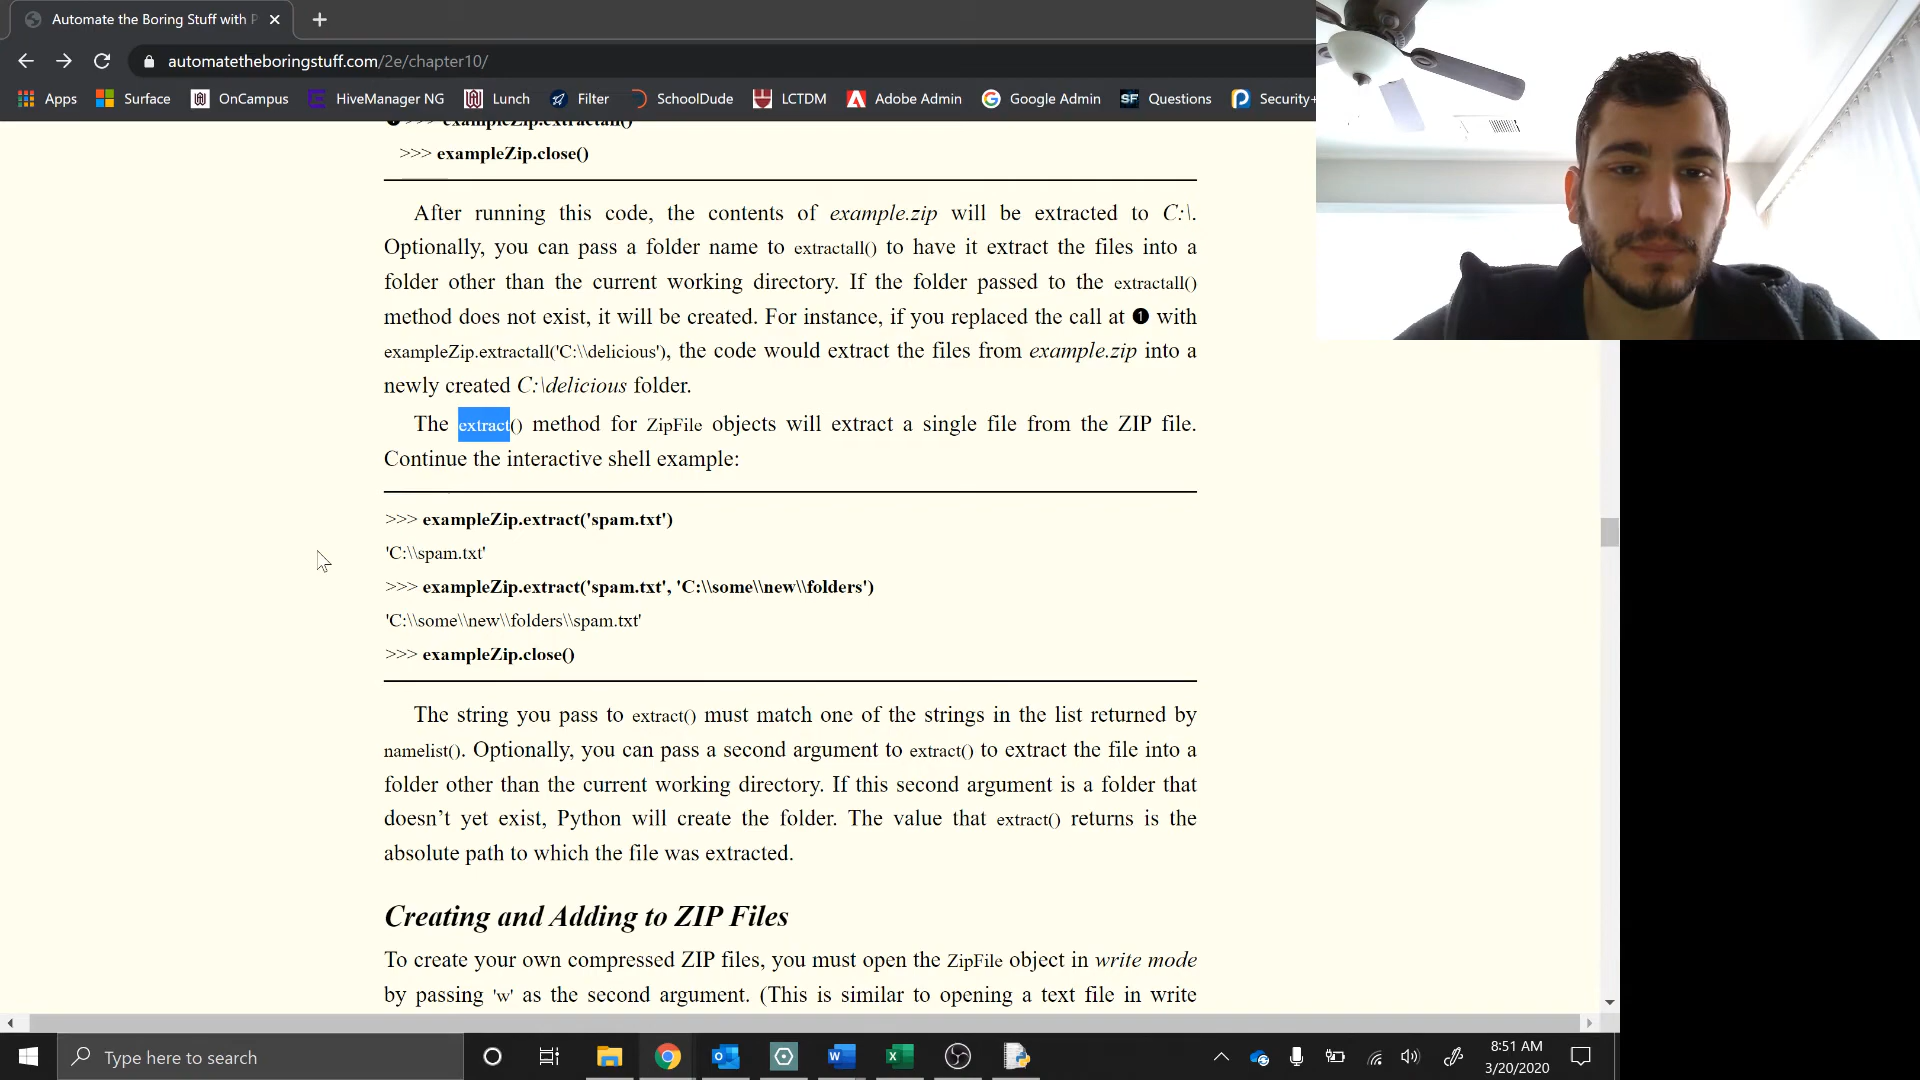 Automate the Boring Stuff with P
automatetheboringstuff.com/2e/chapter10/
Apps Surface OnCampus HiveManager NG Lunch Filter SchoolDude LCTDM Adobe Admin Google Admin SF Questions Security+
❶ >>> exampleZip.extractall()
>>> exampleZip.close()
After running this code, the contents of example.zip will be extracted to C:\.
Optionally, you can pass a folder name to extractall() to have it extract the files into a
folder other than the current working directory. If the folder passed to the extractall()
method does not exist, it will be created. For instance, if you replaced the call at ❶ with
exampleZip.extractall('C:\\delicious'), the code would extract the files from example.zip into a
newly created C:\delicious folder.
The extract() method for ZipFile objects will extract a single file from the ZIP file.
Continue the interactive shell example:
>>> exampleZip.extract('spam.txt')
'C:\\spam.txt'
>>> exampleZip.extract('spam.txt', 'C:\\some\\new\\folders')
'C:\\some\\new\\folders\\spam.txt'
>>> exampleZip.close()
The string you pass to extract() must match one of the strings in the list returned by
namelist(). Optionally, you can pass a second argument to extract() to extract the file into a
folder other than the current working directory. If this second argument is a folder that
doesn’t yet exist, Python will create the folder. The value that extract() returns is the
absolute path to which the file was extracted.
Creating and Adding to ZIP Files
To create your own compressed ZIP files, you must open the ZipFile object in write mode
by passing 'w' as the second argument. (This is similar to opening a text file in write
Type here to search
8:51 AM
3/20/2020